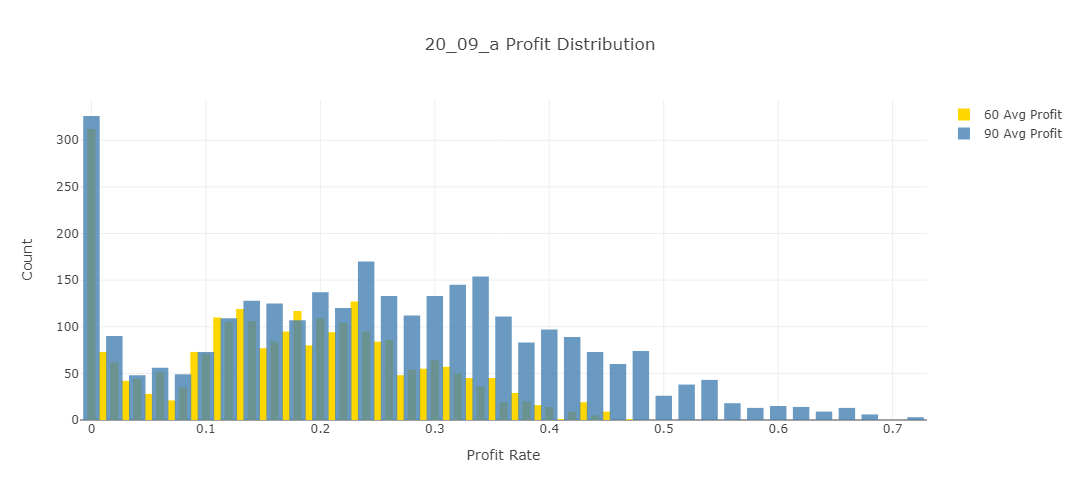 20_09_a Profit Distribution
60 Avg Profit
90 Avg Profit
Count
300
250
200
150
100
50
0
0 0.1 0.2 0.3 0.4 0.5 0.6 0.7
Profit Rate